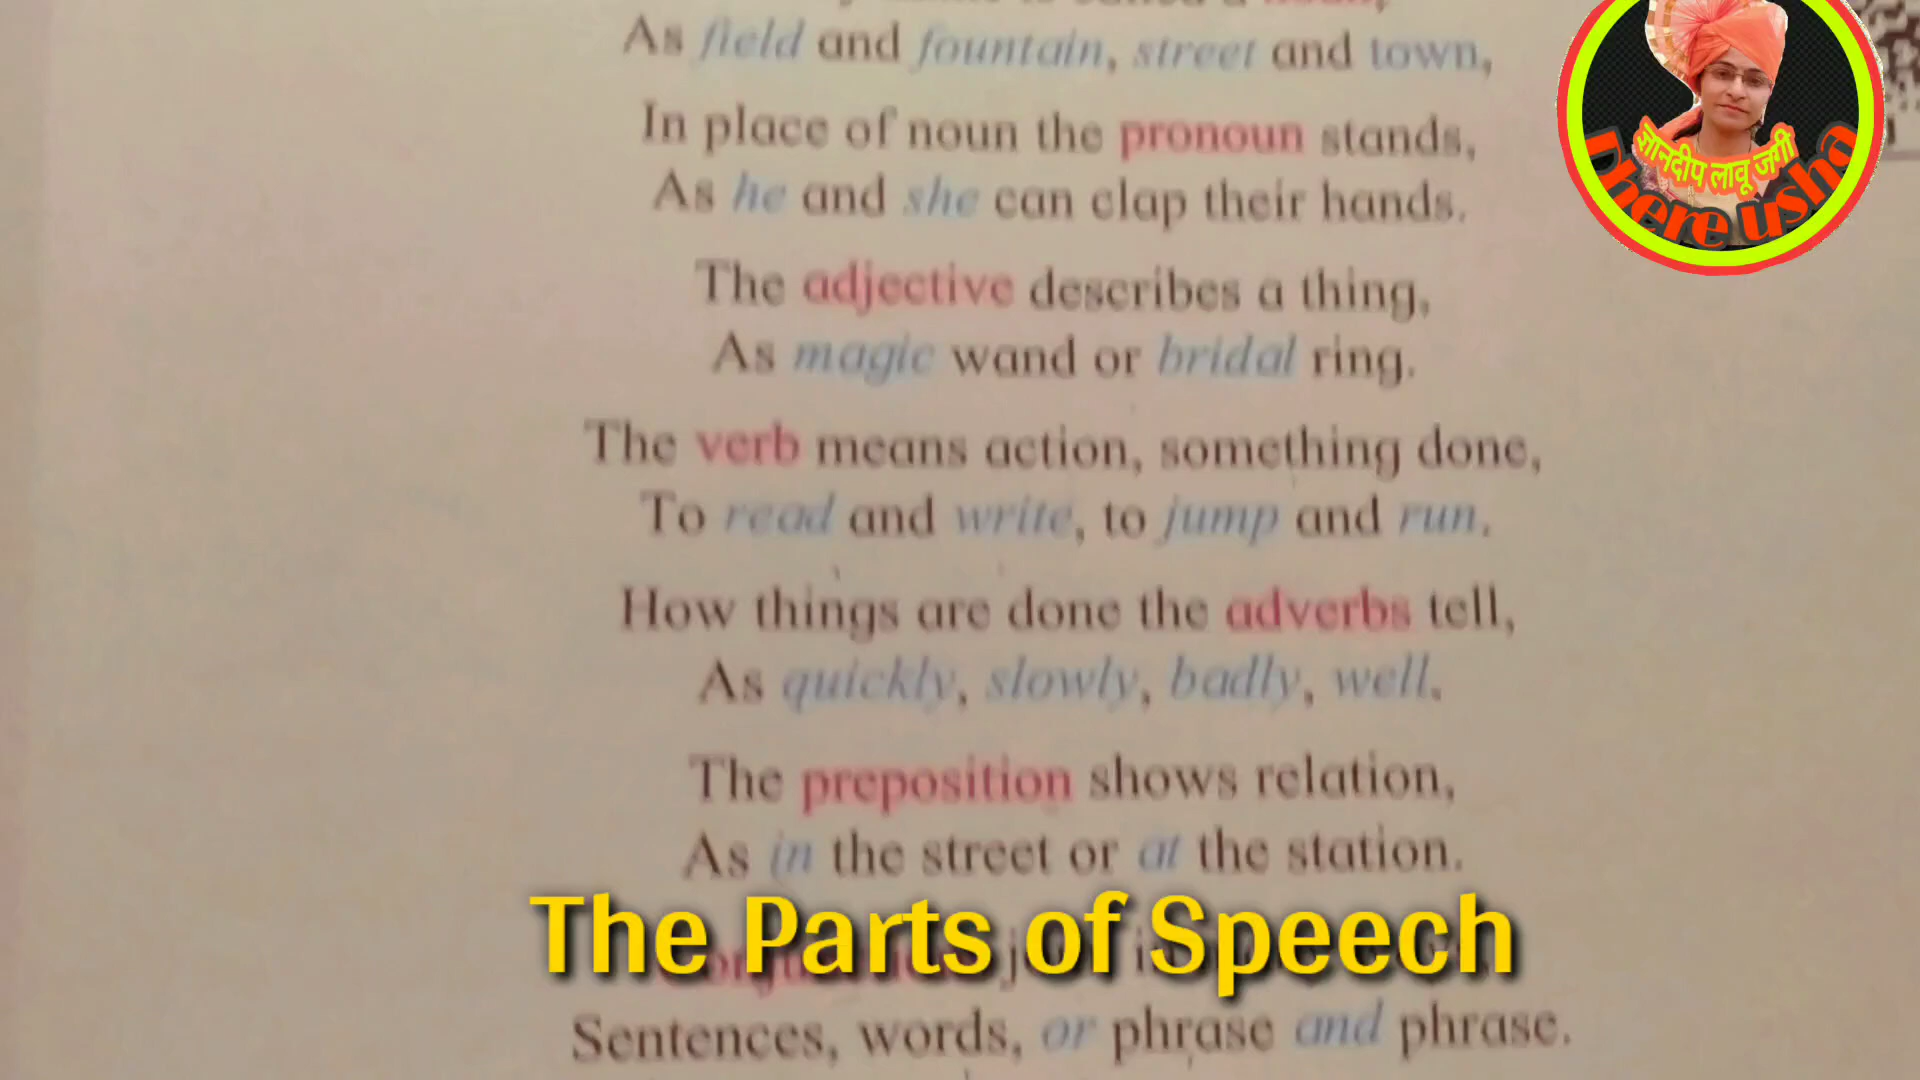 As field and fountain, street and town,
In place of noun the pronoun stands,
As he and she can clap their hands.
The adjective describes a thing,
As magic wand or bridal ring.
The verb means action, something done,
To read and write, to jump and run.
How things are done the adverbs tell,
As quickly, slowly, badly, well.
The preposition shows relation,
As in the street or at the station.
The Parts of Speech
Sentences, words, or phrase and phrase.
ज्ञानदीप लावू जगी
Dhere usha